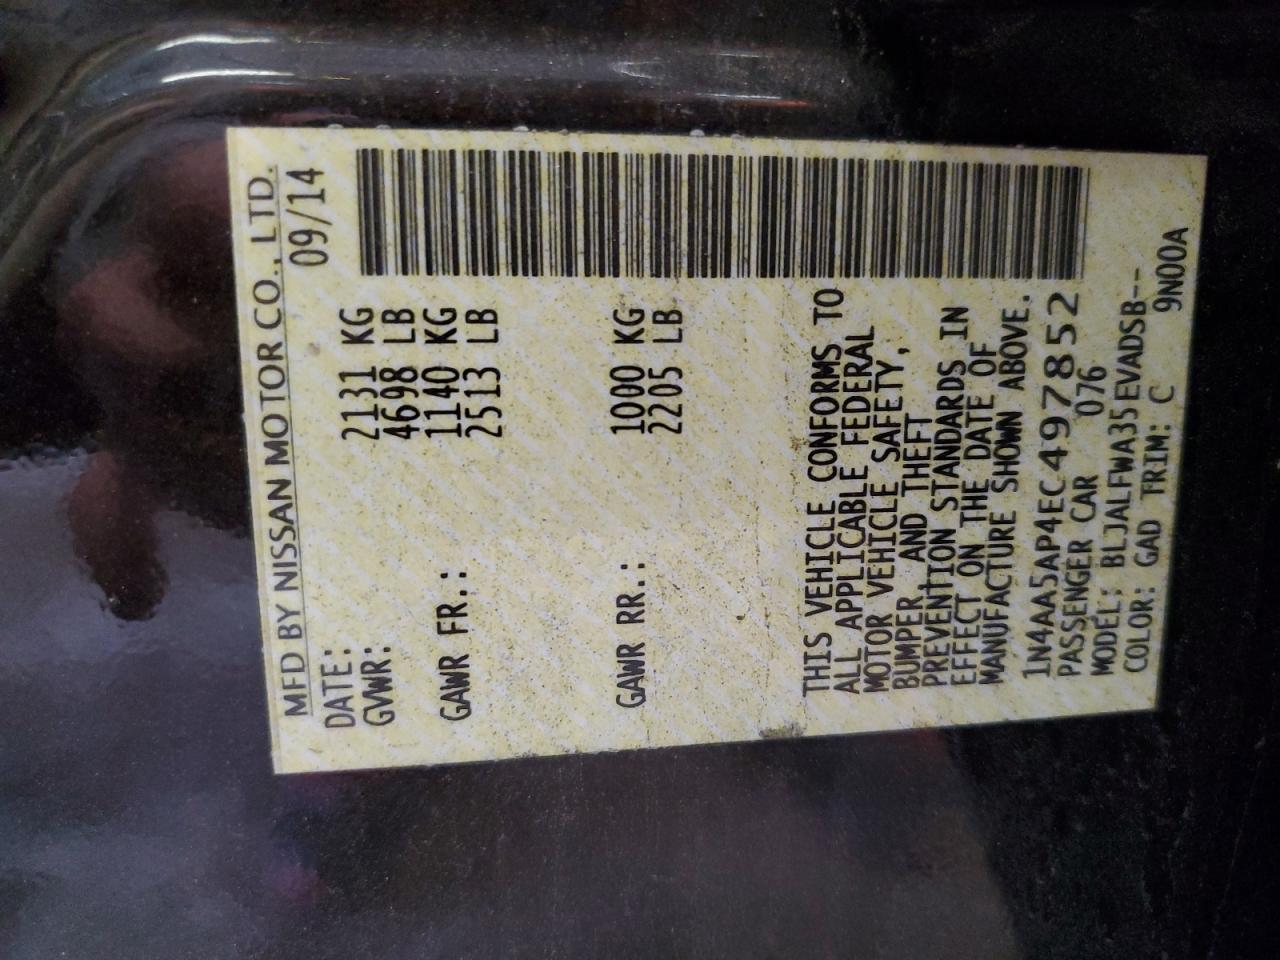 MFD BY NISSAN MOTOR CO., LTD.
DATE: 09/14
GVWR: 2131 KG
4698 LB
GAWR FR.: 1140 KG
2513 LB
GAWR RR.: 1000 KG
2205 LB
THIS VEHICLE CONFORMS TO
ALL APPLICABLE FEDERAL
MOTOR VEHICLE SAFETY,
BUMPER AND THEFT
PREVENTION STANDARDS IN
EFFECT ON THE DATE OF
MANUFACTURE SHOWN ABOVE.
1N4AA5AP4EC497852
PASSENGER CAR 076
MODEL: BLJALFWA35EVADSB--
COLOR: GAD TRIM: C 9N00A